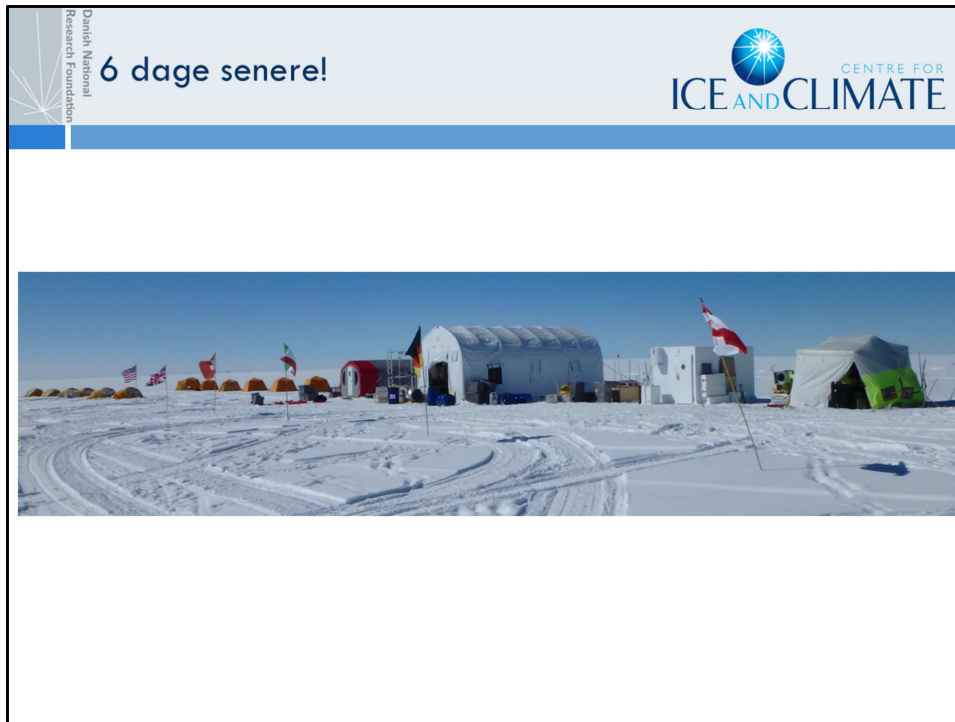 Danish National
Research Foundation
6 dage senere!
CENTRE FOR
ICE AND CLIMATE